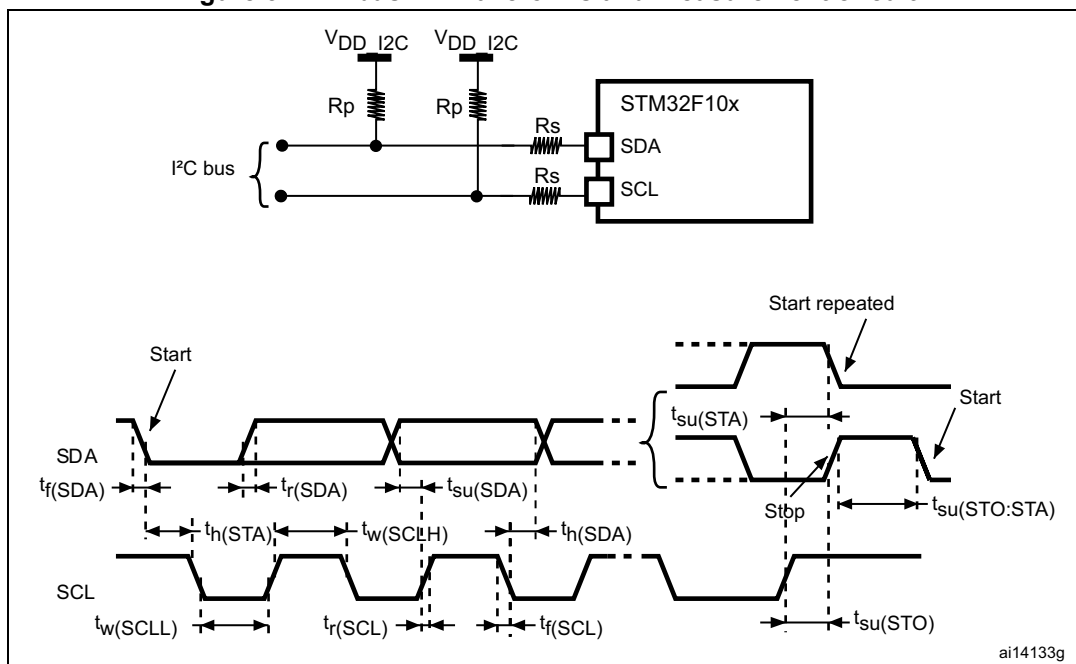 V_DD_I2C V_DD_I2C
STM32F10x
Rp Rp Rs
SDA
I²C bus
Rs
SCL
Start repeated
Start
Start
t_su(STA)
SDA
t_f(SDA) t_r(SDA) t_su(SDA)
Stop t_su(STO:STA)
t_h(STA) t_w(SCLH) t_h(SDA)
SCL
t_w(SCLL) t_r(SCL) t_f(SCL) t_su(STO)
ai14133g